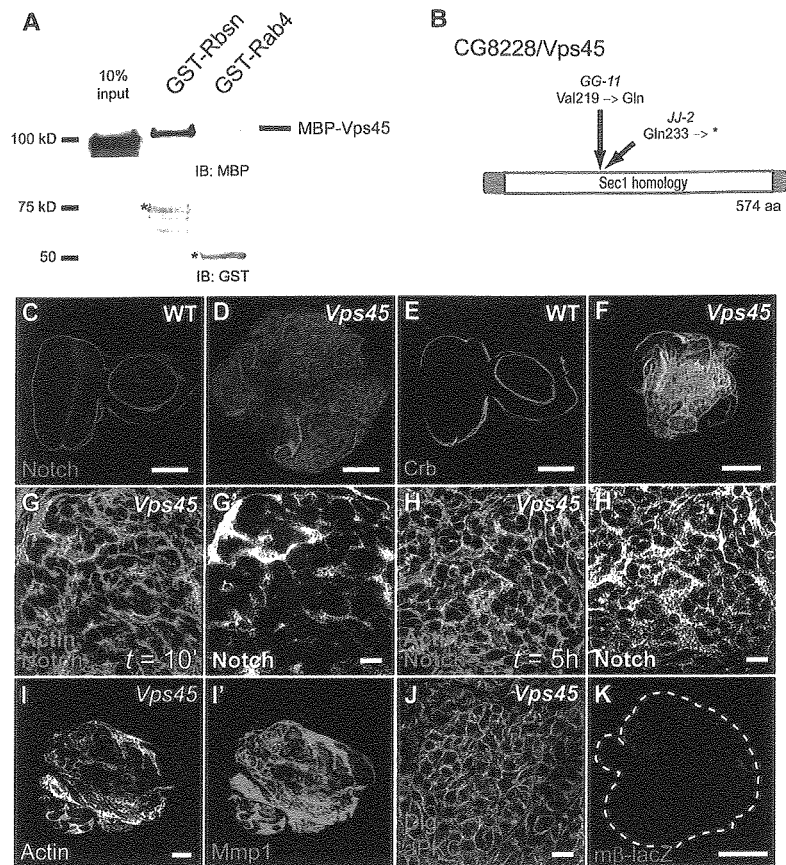 A
10%
input
GST-Rbsn
GST-Rab4
100 kD
MBP-Vps45
IB: MBP
75 kD
*
50
*
IB: GST
B
CG8228/Vps45
GG-11
Val219 -> Gln
JJ-2
Gln233 -> *
Sec1 homology
574 aa
C
WT
Notch
D
Vps45
E
WT
Crb
F
Vps45
G
Vps45
Actin
Notch
t = 10'
G'
Notch
H
Vps45
Actin
Notch
t = 5h
H'
Notch
I
Vps45
Actin
I'
Mmp1
J
Vps45
Dlg
aPKC
K
mβ-lacZ